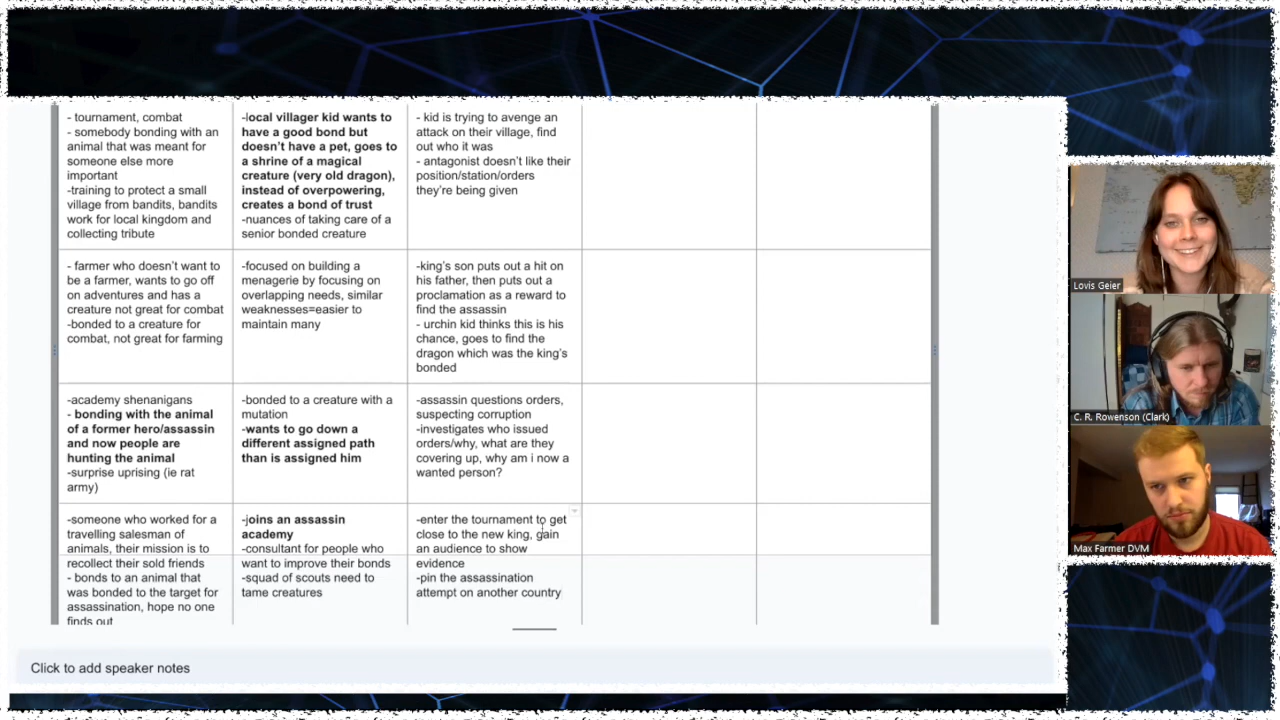 - tournament, combat
- somebody bonding with an
animal that was meant for
someone else more
important
-training to protect a small
village from bandits, bandits
work for local kingdom and
collecting tribute
-local villager kid wants to
have a good bond but
doesn't have a pet, goes to
a shrine of a magical
creature (very old dragon),
instead of overpowering,
creates a bond of trust
-nuances of taking care of a
senior bonded creature
- kid is trying to avenge an
attack on their village, find
out who it was
- antagonist doesn't like their
position/station/orders
they're being given
- farmer who doesn't want to
be a farmer, wants to go off
on adventures and has a
creature not great for combat
-bonded to a creature for
combat, not great for farming
-focused on building a
menagerie by focusing on
overlapping needs, similar
weaknesses=easier to
maintain many
-king's son puts out a hit on
his father, then puts out a
proclamation as a reward to
find the assassin
- urchin kid thinks this is his
chance, goes to find the
dragon which was the king's
bonded
-academy shenanigans
- bonding with the animal
of a former hero/assassin
and now people are
hunting the animal
-surprise uprising (ie rat
army)
-bonded to a creature with a
mutation
-wants to go down a
different assigned path
than is assigned him
-assassin questions orders,
suspecting corruption
-investigates who issued
orders/why, what are they
covering up, why am i now a
wanted person?
-someone who worked for a
travelling salesman of
animals, their mission is to
recollect their sold friends
- bonds to an animal that
was bonded to the target for
assassination, hope no one
finds out
-joins an assassin
academy
-consultant for people who
want to improve their bonds
-squad of scouts need to
tame creatures
-enter the tournament to get
close to the new king, gain
an audience to show
evidence
-pin the assassination
attempt on another country
Click to add speaker notes
Lovis Geier
C. R. Rowenson (Clark)
Max Farmer DVM